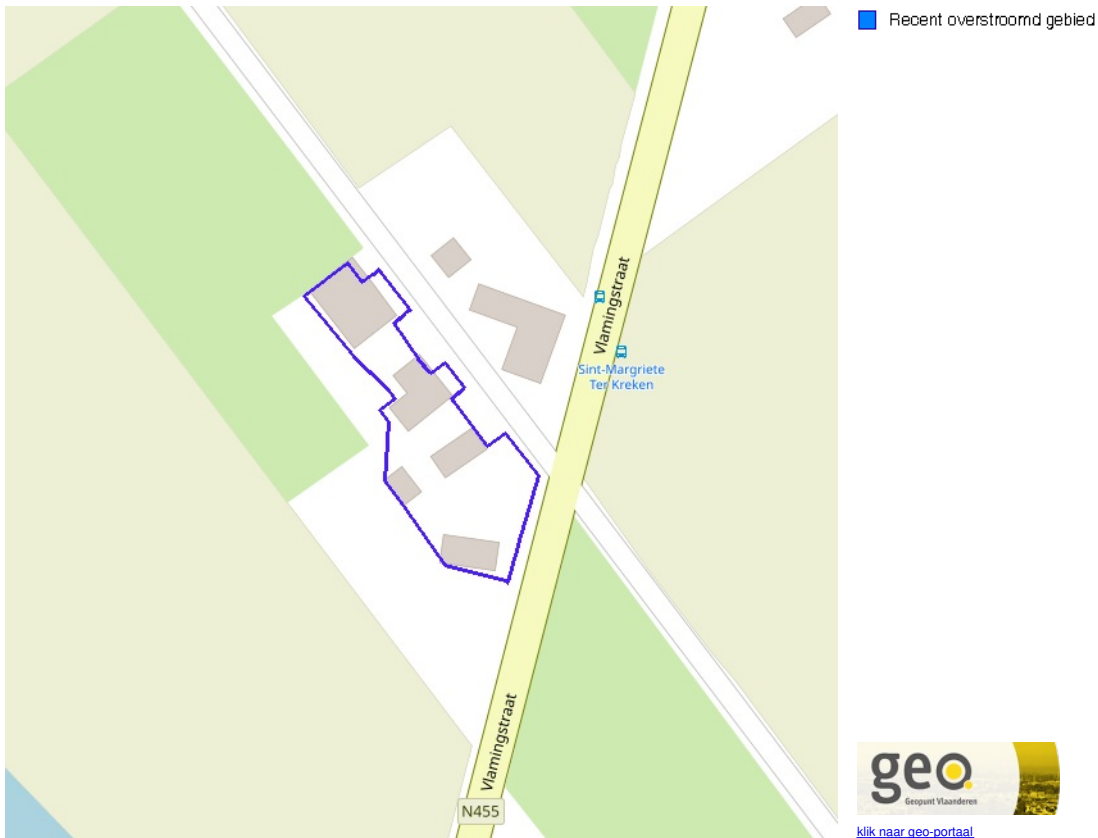 Recent overstroomd gebied
Vlamingstraat
Sint-Margriete
Ter Kreken
Vlamingstraat
N455
geo.
Geopunt Vlaanderen
klik naar geo-portaal